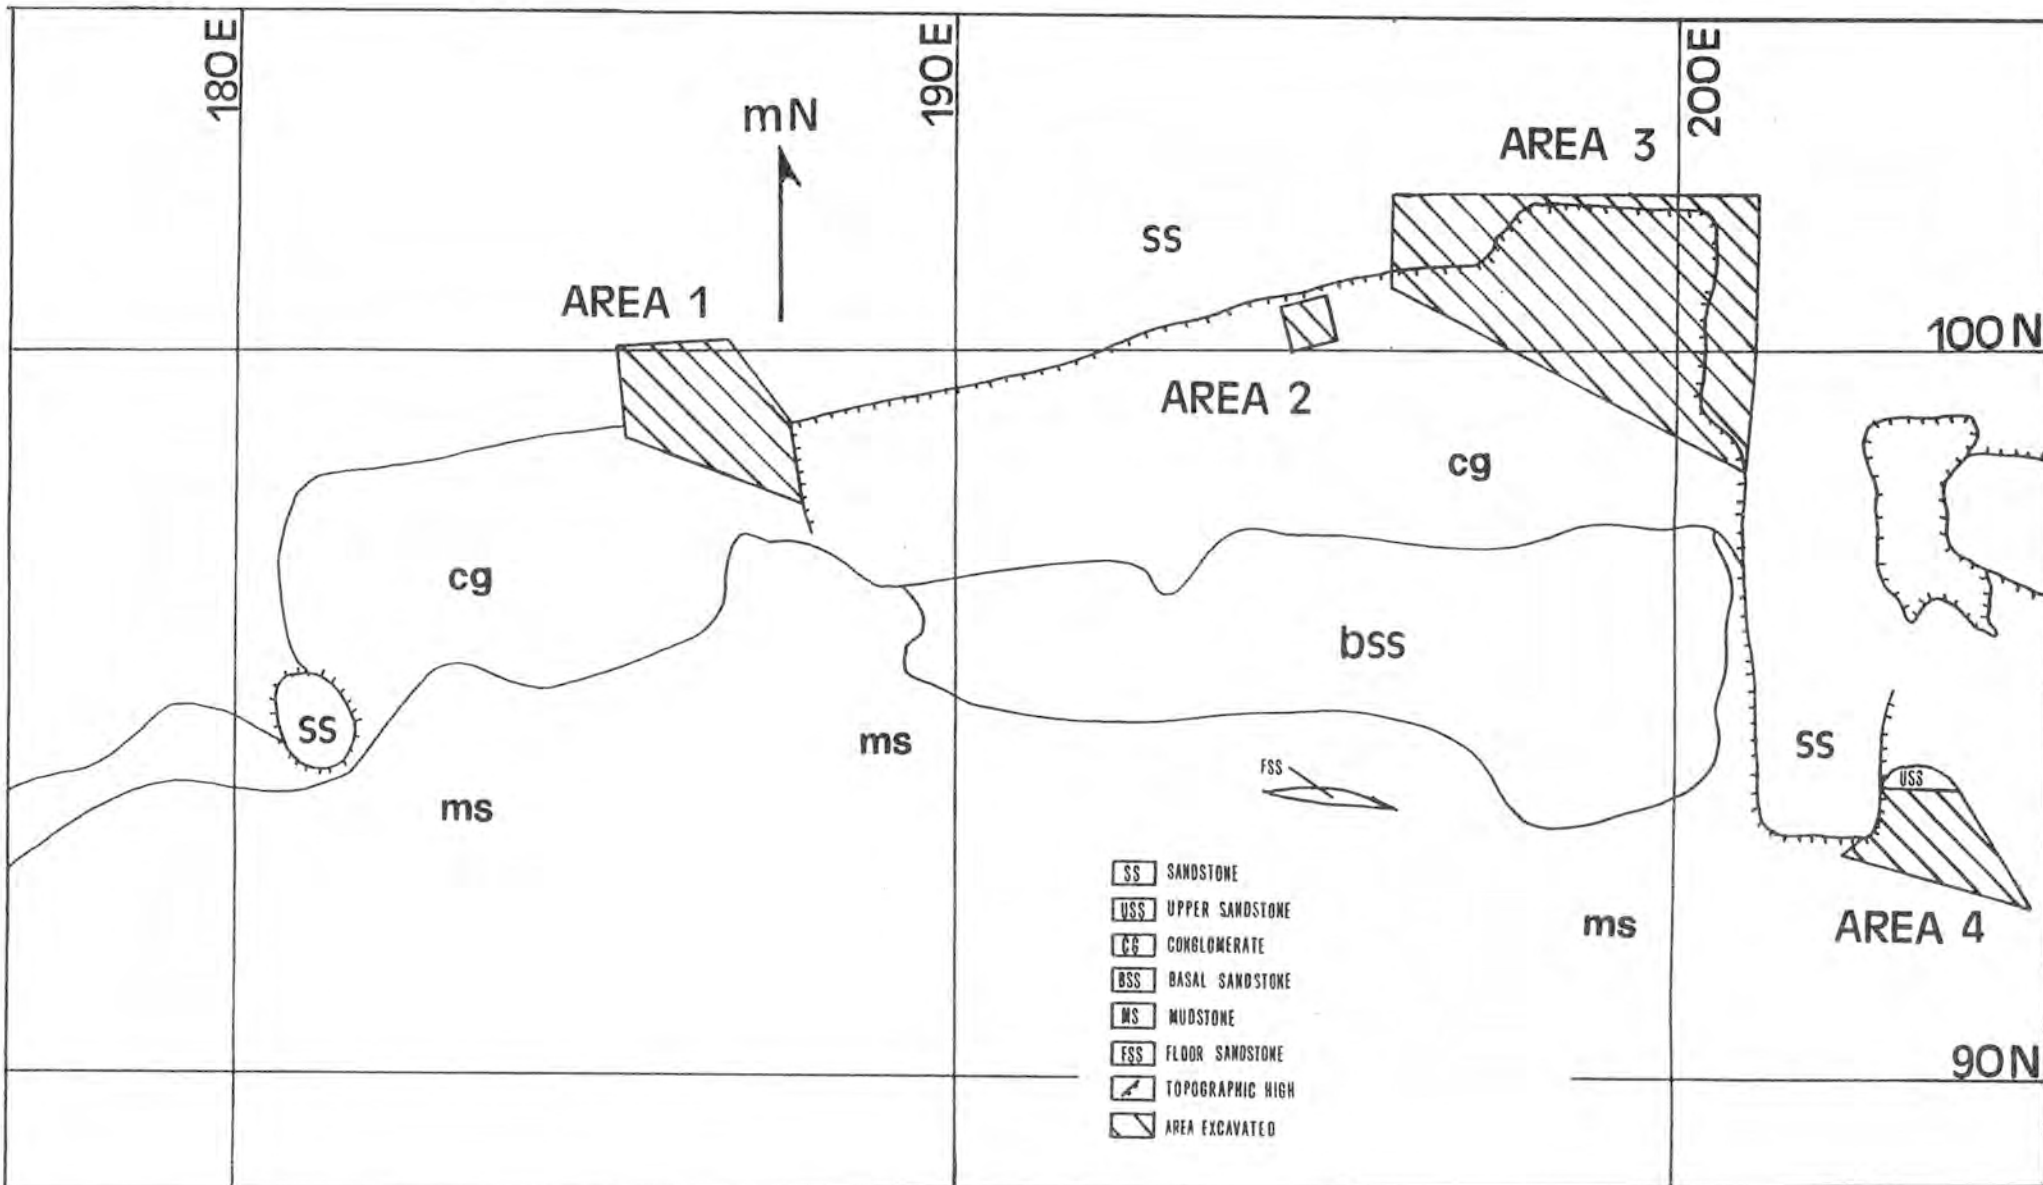 180 E
190 E
200 E
mN
AREA 3
ss
AREA 1
100 N
AREA 2
cg
cg
bss
ss
ms
ss
FSS
USS
ms
SS SANDSTONE
USS UPPER SANDSTONE
CG CONGLOMERATE
BSS BASAL SANDSTONE
MS MUDSTONE
FSS FLOOR SANDSTONE
TOPOGRAPHIC HIGH
AREA EXCAVATED
ms
AREA 4
90 N